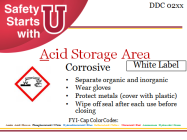 Safety
Starts
with U
DDC 02xx
Acid Storage Area
Corrosive
White Label
• Separate organic and inorganic
• Wear gloves
• Protect metals (cover with plastic)
• Wipe off seal after each use before
closing
FYI- Cap Color Codes: